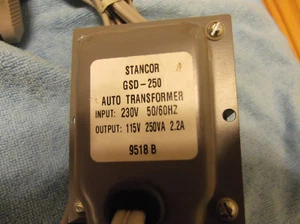 STANCOR
GSD-250
AUTO TRANSFORMER
INPUT: 230V 50/60HZ
OUTPUT: 115V 250VA 2.2A
9518 B